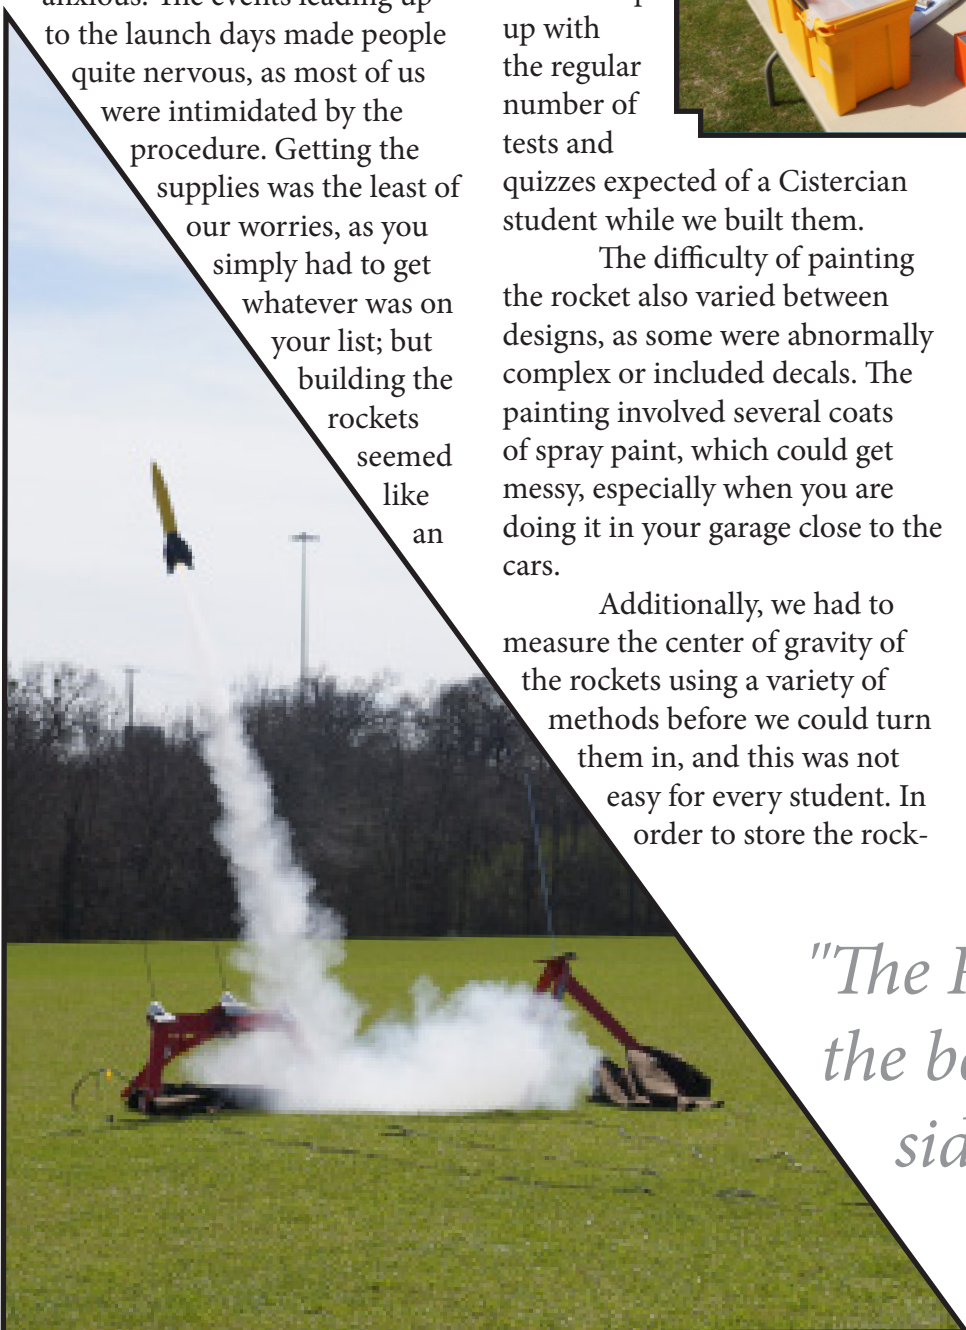 anxious. The events leading up
to the launch days made people
quite nervous, as most of us
were intimidated by the
procedure. Getting the
supplies was the least of
our worries, as you
simply had to get
whatever was on
your list; but
building the
rockets
seemed
like
an
up with
the regular
number of
tests and
quizzes expected of a Cistercian
student while we built them.
The difficulty of painting
the rocket also varied between
designs, as some were abnormally
complex or included decals. The
painting involved several coats
of spray paint, which could get
messy, especially when you are
doing it in your garage close to the
cars.
Additionally, we had to
measure the center of gravity of
the rockets using a variety of
methods before we could turn
them in, and this was not
easy for every student. In
order to store the rock-
"The
the